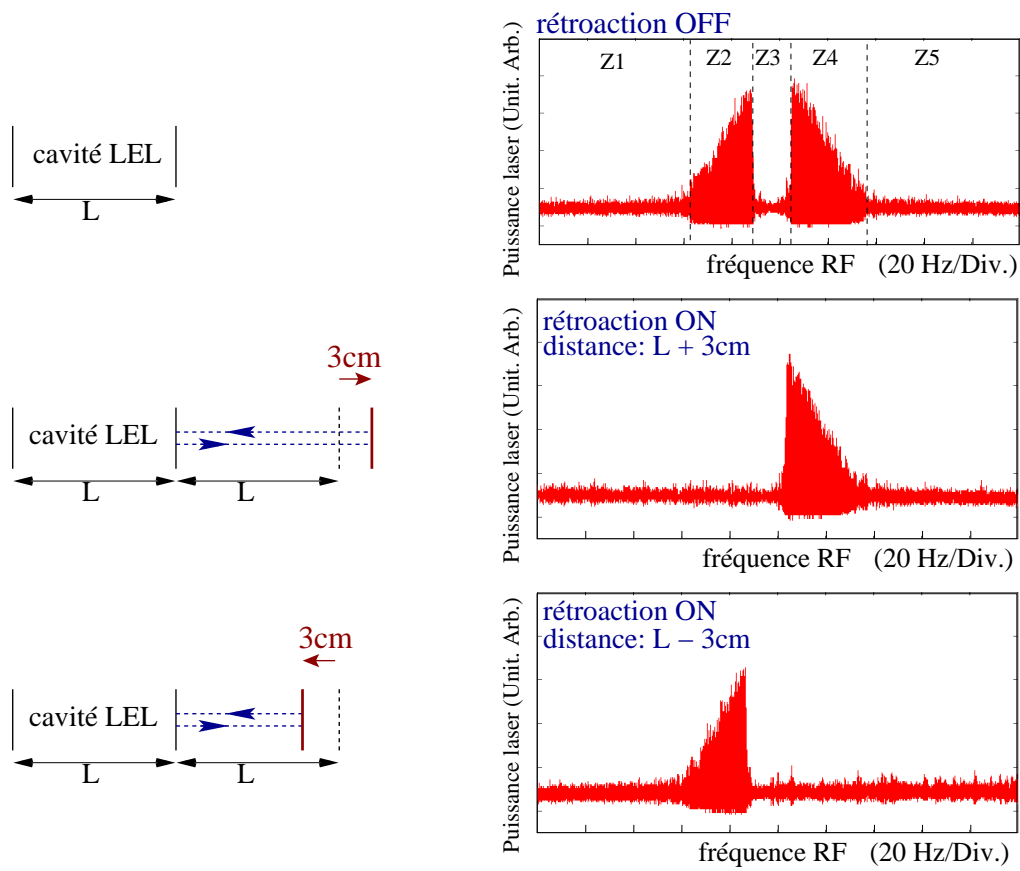 rétroaction OFF
Z1 Z2 Z3 Z4 Z5
Puissance laser (Unit. Arb.)
cavité LEL
L
fréquence RF (20 Hz/Div.)
rétroaction ON
distance: L + 3cm
Puissance laser (Unit. Arb.)
3cm
cavité LEL
L L
fréquence RF (20 Hz/Div.)
rétroaction ON
distance: L − 3cm
Puissance laser (Unit. Arb.)
3cm
cavité LEL
L L
fréquence RF (20 Hz/Div.)